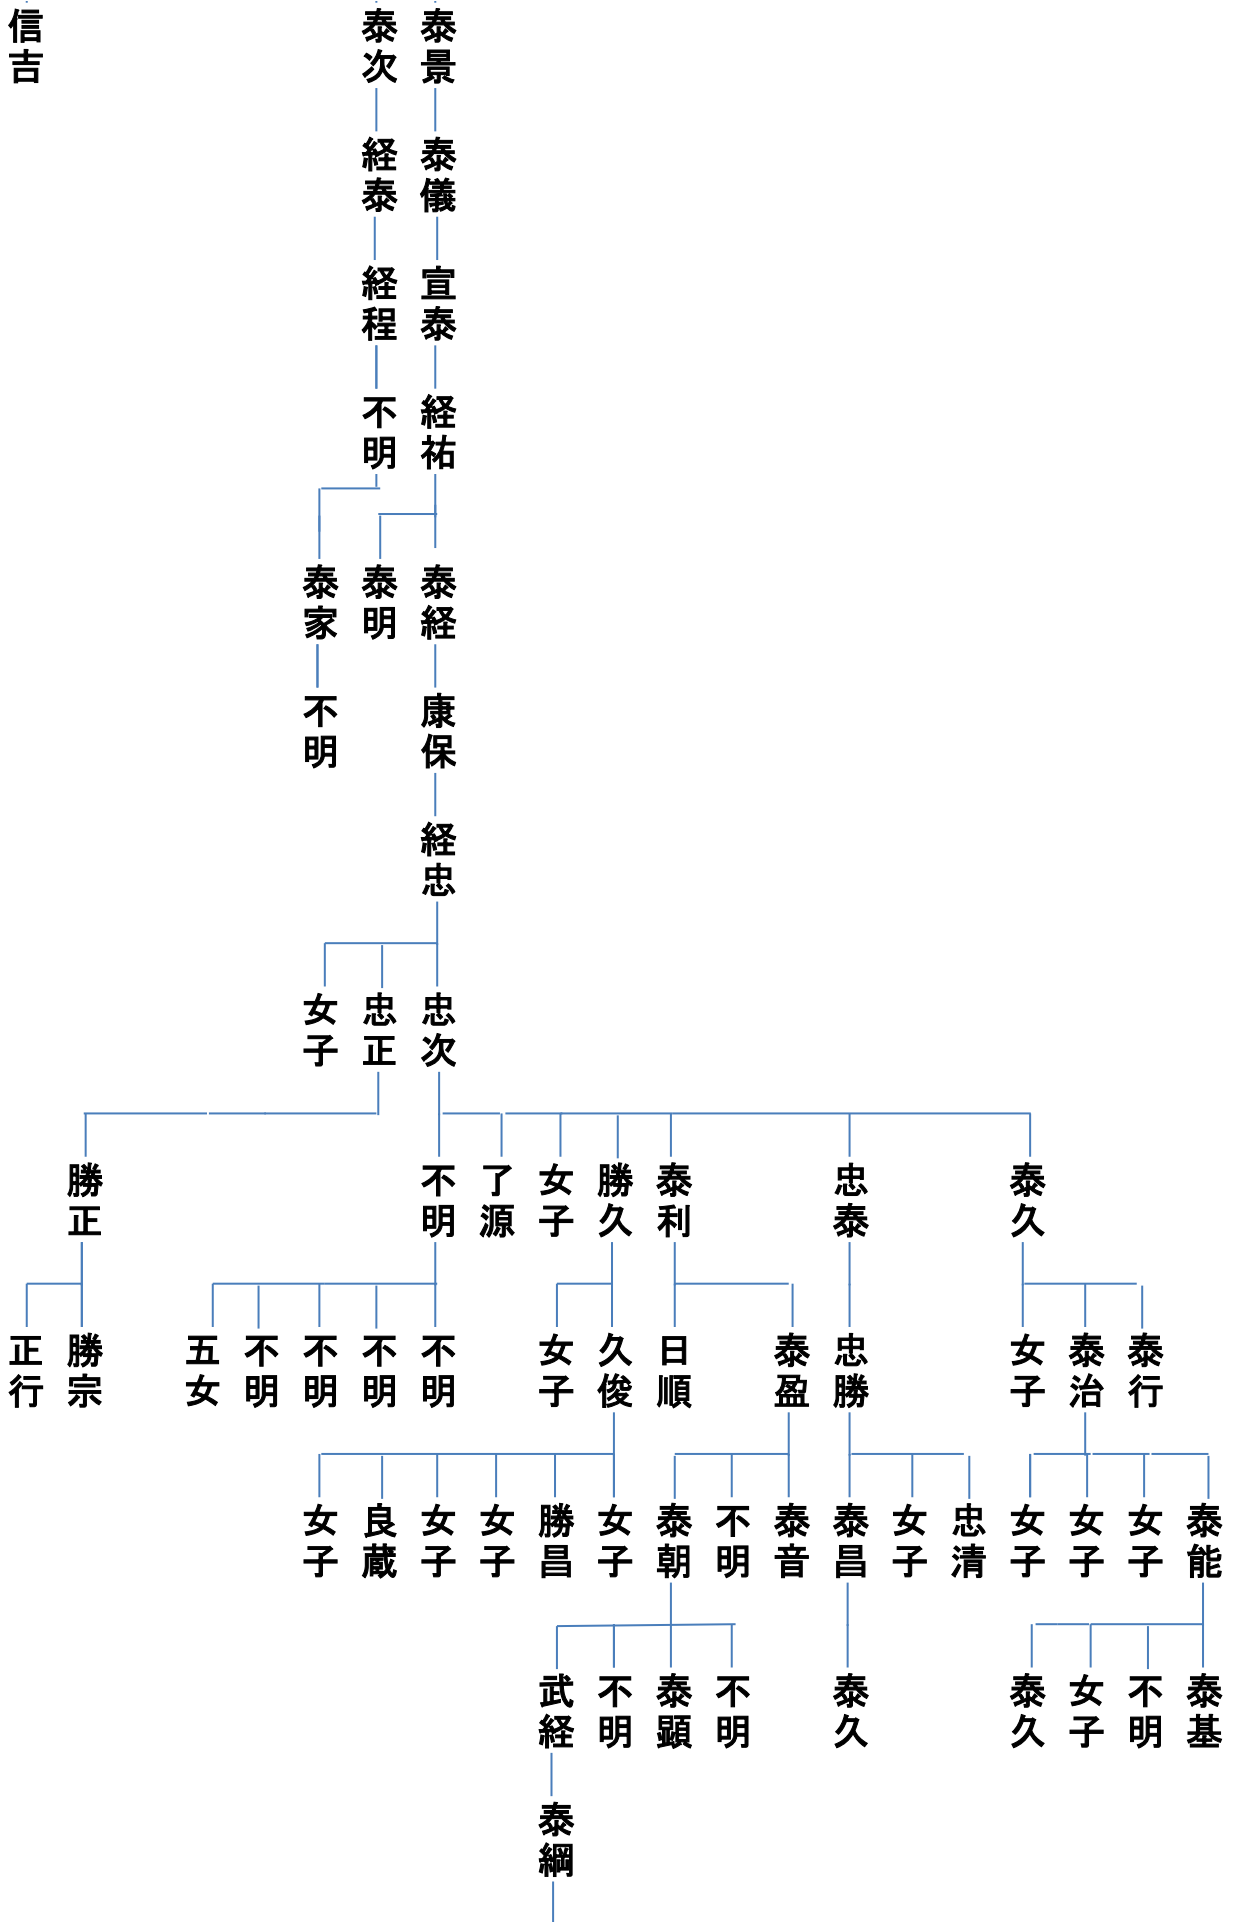 泰景
泰次
信吉
泰儀
経泰
宣泰
経程
経祐
不明
泰経
泰明
泰家
康保
不明
経忠
忠次
忠正
女子
泰久
忠泰
泰利
勝久
女子
了源
不明
勝正
泰行
泰治
女子
忠勝
泰盈
日順
久俊
女子
不明
不明
不明
不明
五女
勝宗
正行
泰能
女子
女子
女子
忠清
女子
泰昌
泰音
不明
泰朝
女子
勝昌
女子
女子
良蔵
女子
泰基
不明
女子
泰久
泰久
不明
泰顕
不明
武経
泰綱